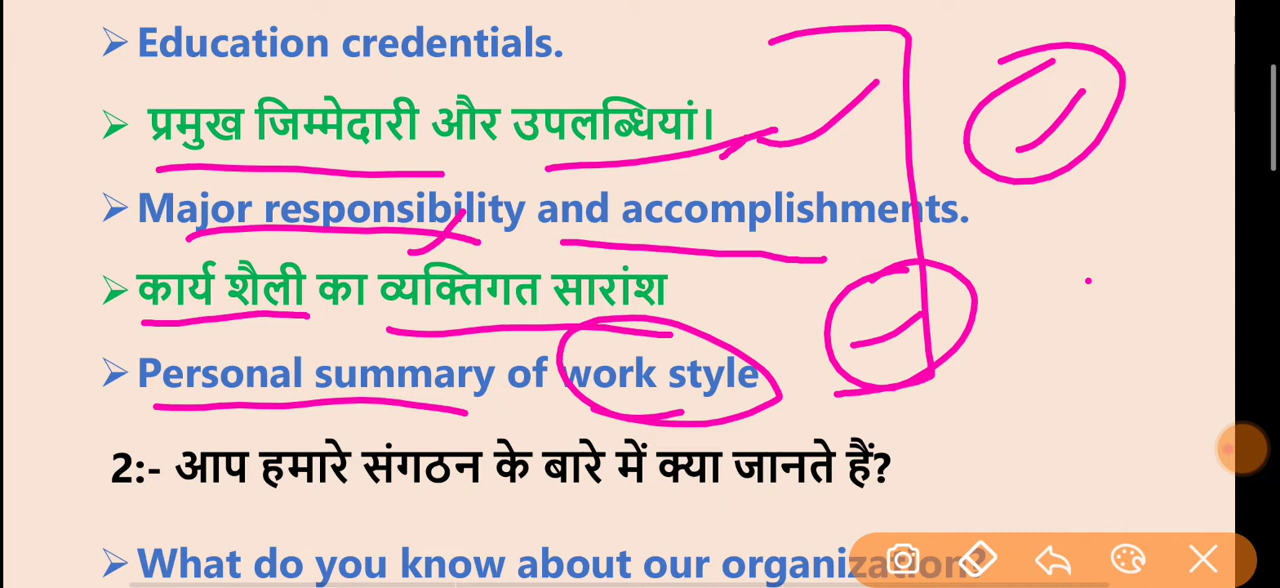 ➢ Education credentials.
➢ प्रमुख जिम्मेदारी और उपलब्धियां।
➢ Major responsibility and accomplishments.
➢ कार्य शैली का व्यक्तिगत सारांश
➢ Personal summary of work style
2:- आप हमारे संगठन के बारे में क्या जानते हैं?
➢ What do you know about our organization?